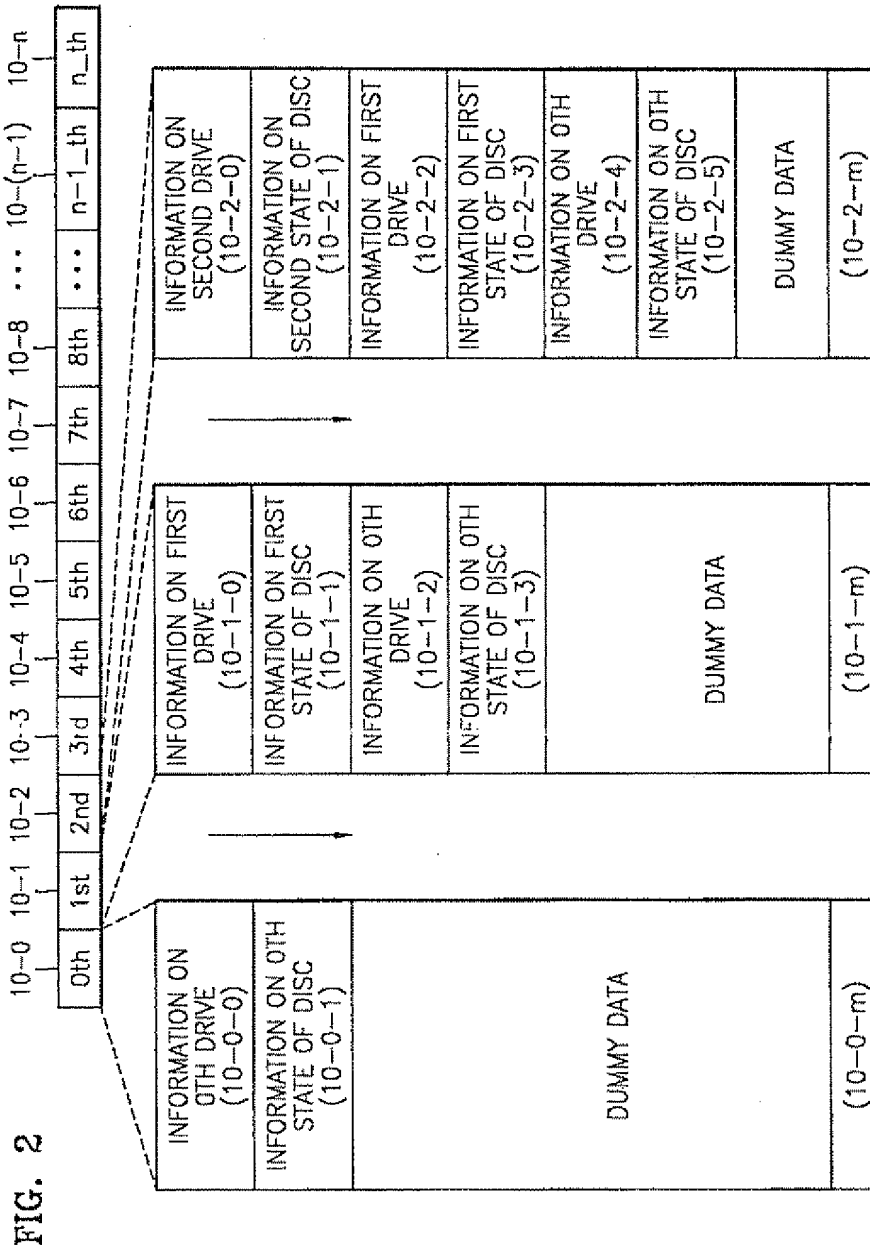 FIG. 2
10-0 10-1 10-2 10-3 10-4 10-5 10-6 10-7 10-8 ... 10-(n-1) 10-n
0th 1st 2nd 3rd 4th 5th 6th 7th 8th ... n-1_th n_th
INFORMATION ON
0TH DRIVE
(10-0-0)
INFORMATION ON 0TH
STATE OF DISC
(10-0-1)
DUMMY DATA
(10-0-m)
INFORMATION ON FIRST
DRIVE
(10-1-0)
INFORMATION ON FIRST
STATE OF DISC
(10-1-1)
INFORMATION ON 0TH
DRIVE
(10-1-2)
INFORMATION ON 0TH
STATE OF DISC
(10-1-3)
DUMMY DATA
(10-1-m)
INFORMATION ON
SECOND DRIVE
(10-2-0)
INFORMATION ON
SECOND STATE OF DISC
(10-2-1)
INFORMATION ON FIRST
DRIVE
(10-2-2)
INFORMATION ON FIRST
STATE OF DISC
(10-2-3)
INFORMATION ON 0TH
DRIVE
(10-2-4)
INFORMATION ON 0TH
STATE OF DISC
(10-2-5)
DUMMY DATA
(10-2-m)